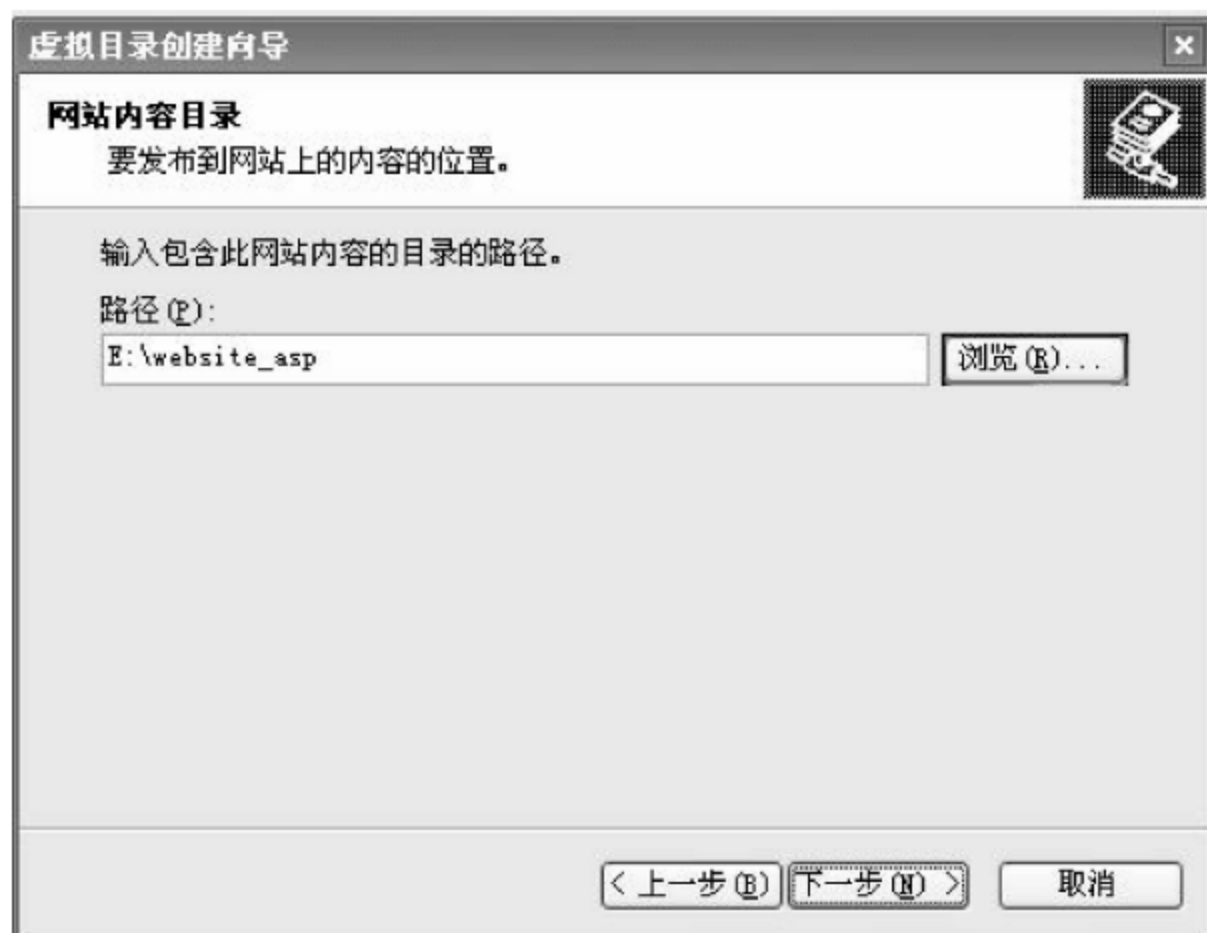 虚拟目录创建向导
网站内容目录
要发布到网站上的内容的位置。
输入包含此网站内容的目录的路径。
路径(P):
E:\website_asp
浏览(R)...
< 上一步(B) 下一步(N) > 取消